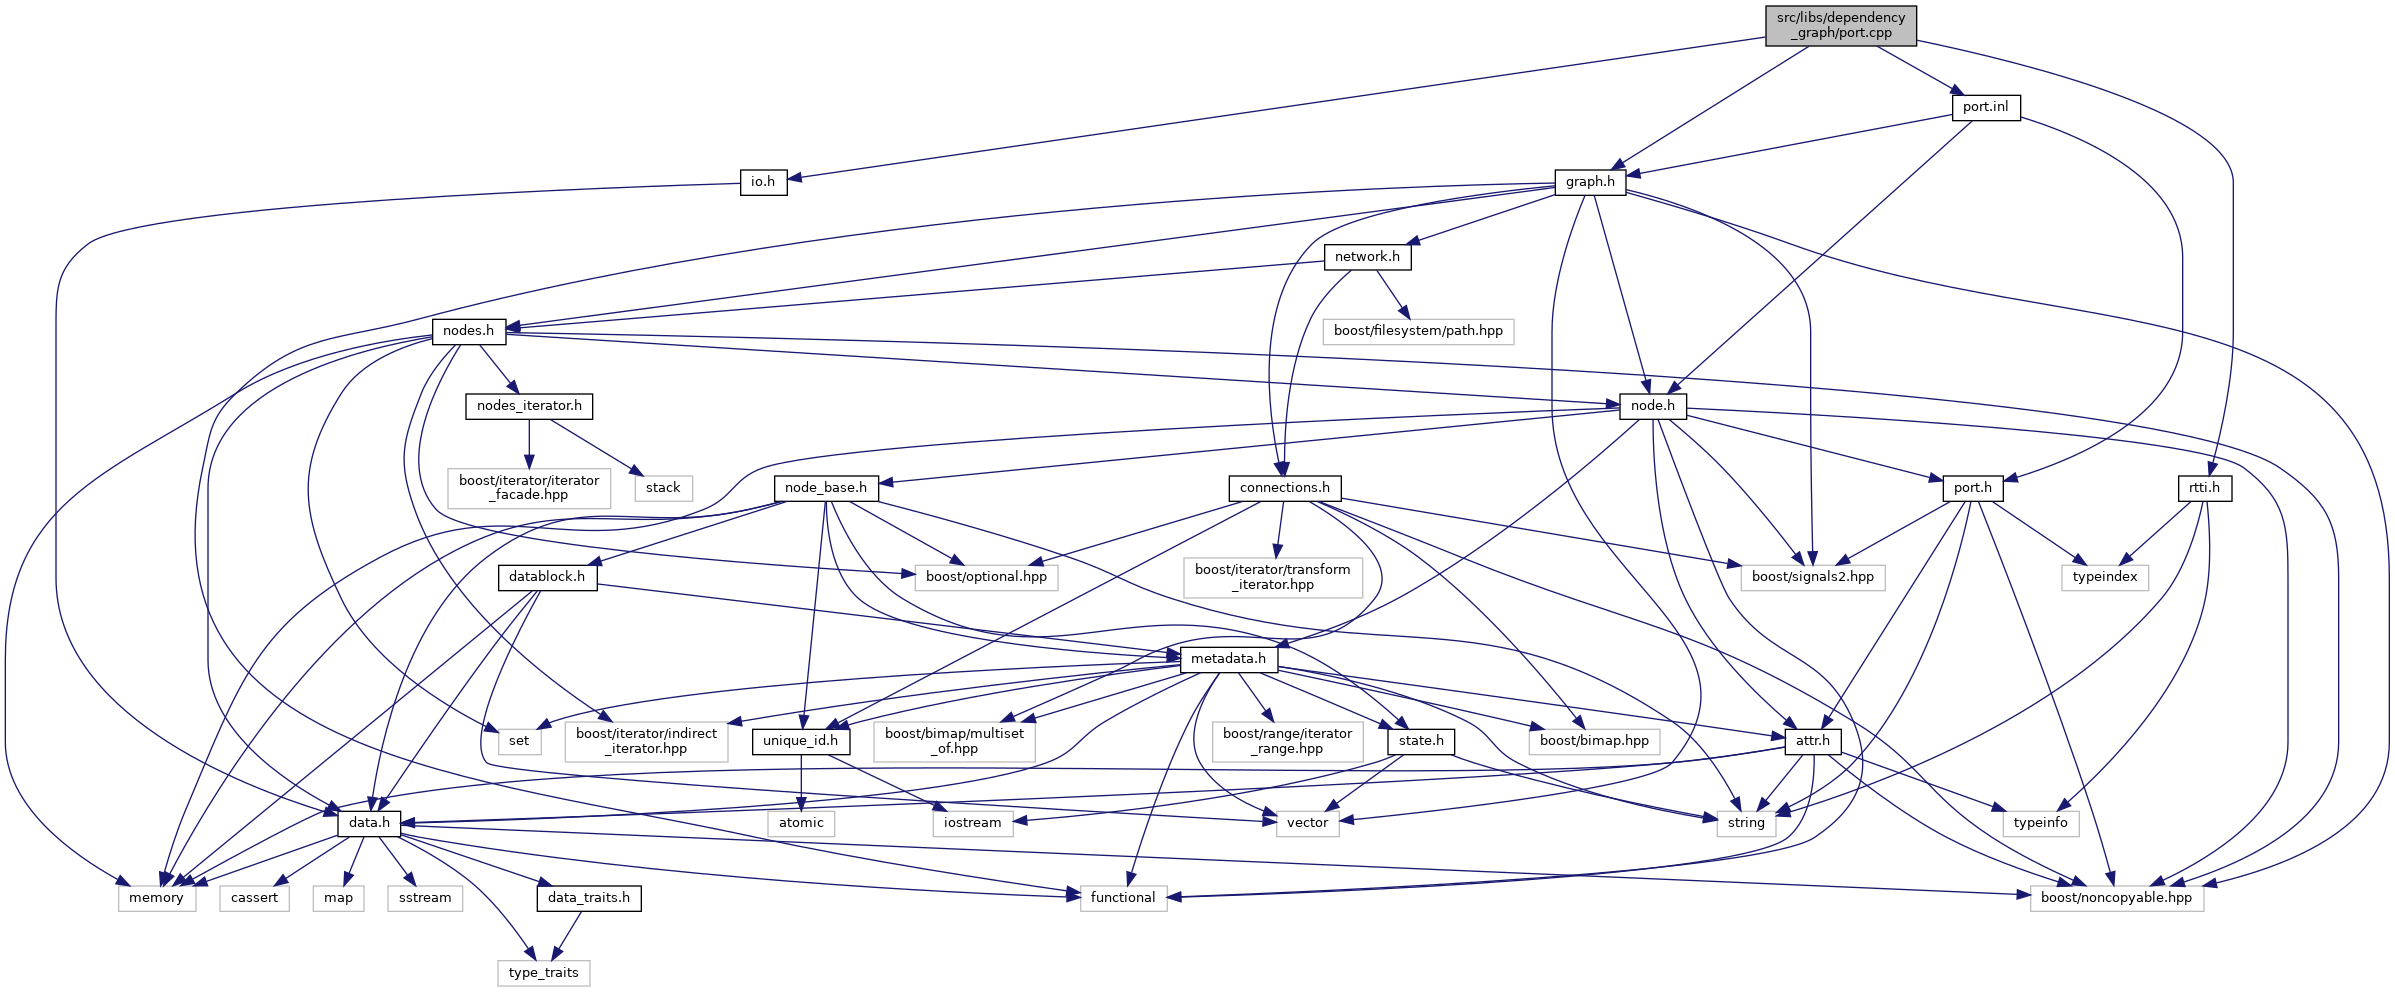 src/libs/dependency
_graph/port.cpp
port.inl
io.h
graph.h
network.h
nodes.h
boost/filesystem/path.hpp
nodes_iterator.h
node.h
boost/iterator/iterator
_facade.hpp
stack
node_base.h
connections.h
port.h
rtti.h
datablock.h
boost/optional.hpp
boost/iterator/transform
_iterator.hpp
boost/signals2.hpp
typeindex
metadata.h
set
boost/iterator/indirect
_iterator.hpp
unique_id.h
boost/bimap/multiset
_of.hpp
boost/range/iterator
_range.hpp
state.h
boost/bimap.hpp
attr.h
data.h
atomic
iostream
vector
string
typeinfo
memory
cassert
map
sstream
data_traits.h
functional
boost/noncopyable.hpp
type_traits